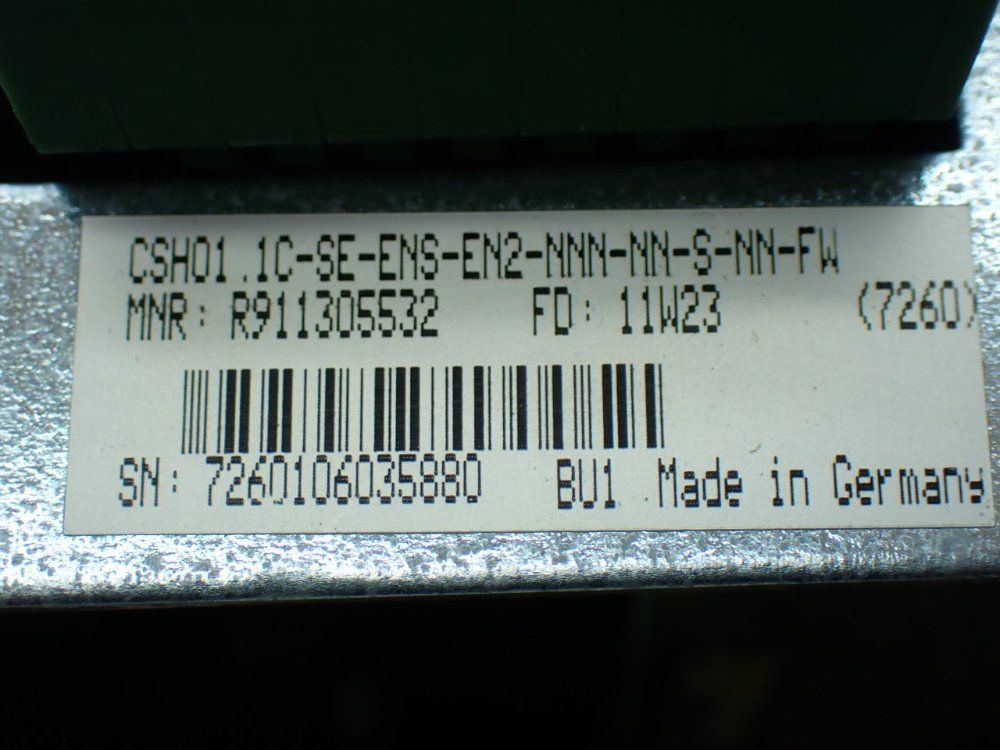 CSH01.1C-SE-ENS-EN2-NNN-NN-S-NN-FW
MNR: R911305532 FD: 11W23 (7260)
SN: 7260106035880 BU1 Made in Germany